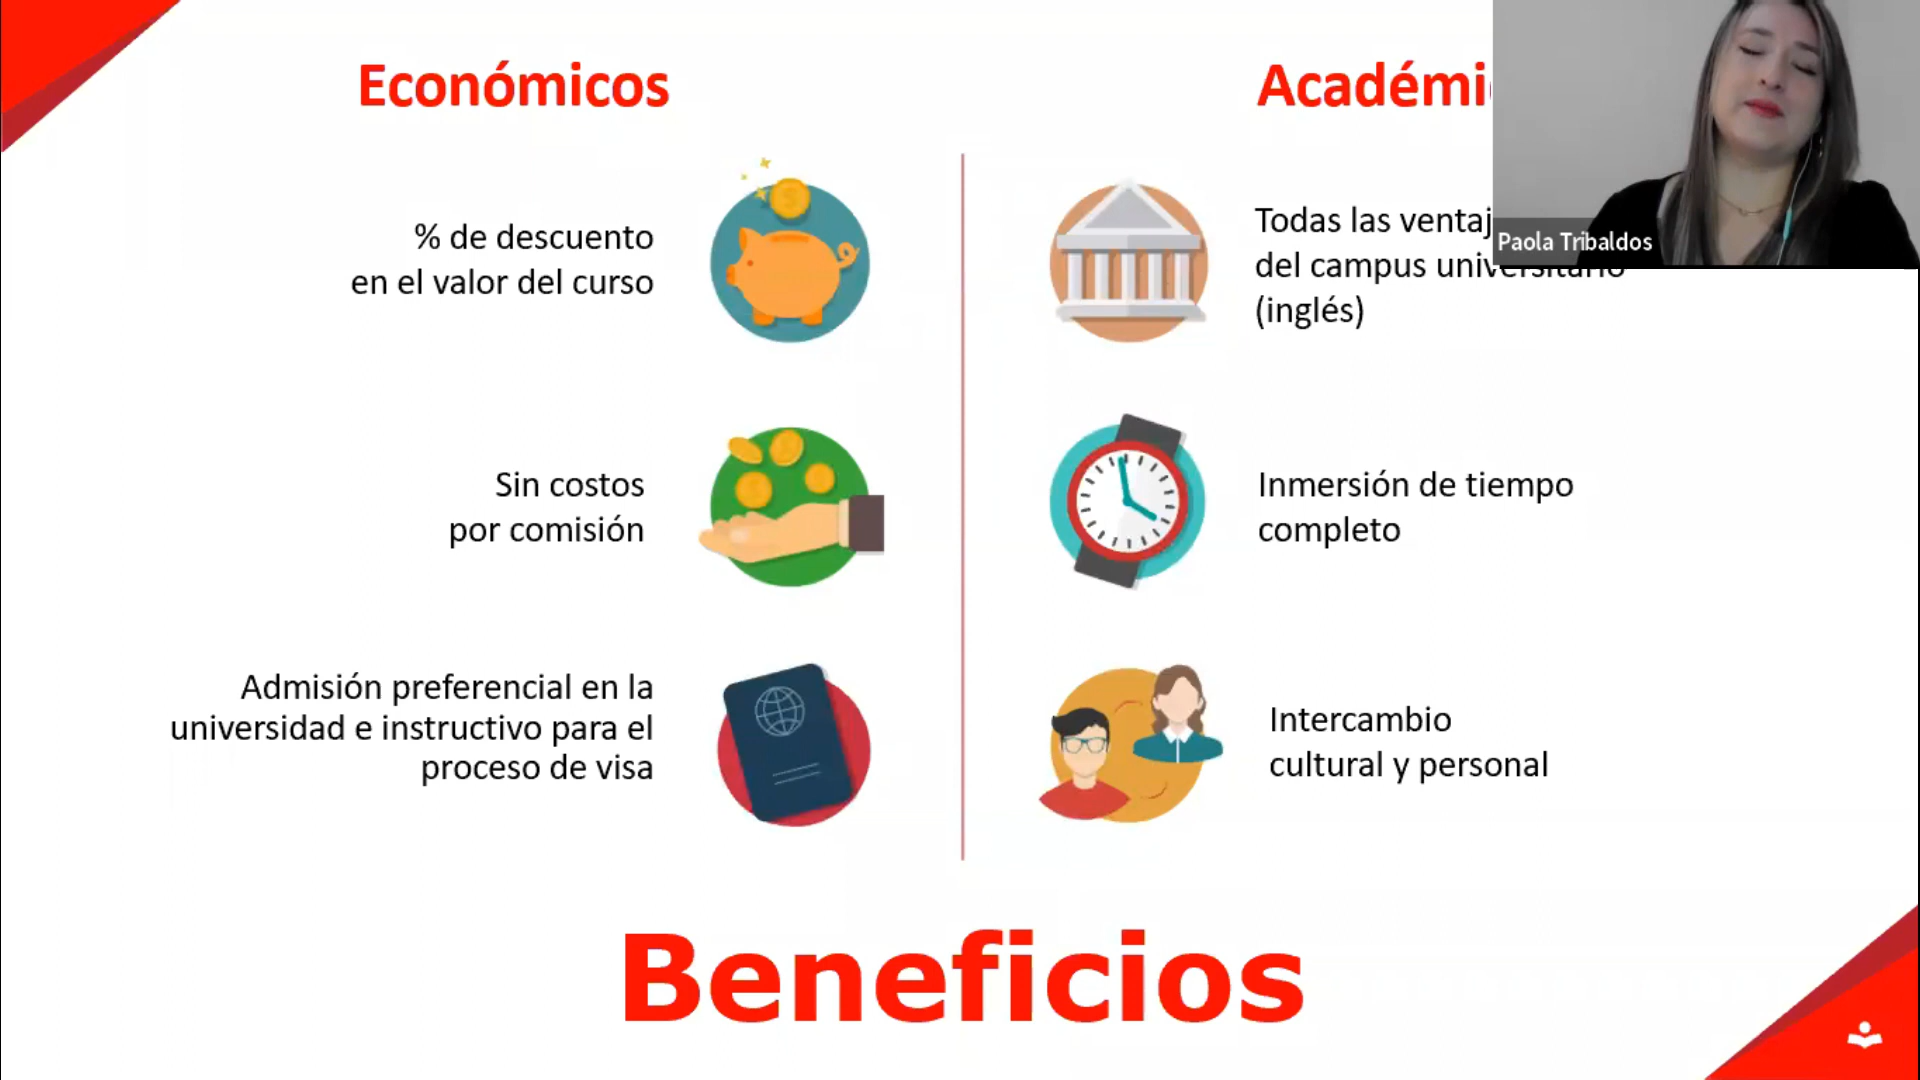 Económicos
% de descuento
en el valor del curso
Sin costos
por comisión
Admisión preferencial en la
universidad e instructivo para el
proceso de visa
Académi
Todas las ventaj
del campus universitario
(inglés)
Inmersión de tiempo
completo
Intercambio
cultural y personal
Paola Tribaldos
Beneficios